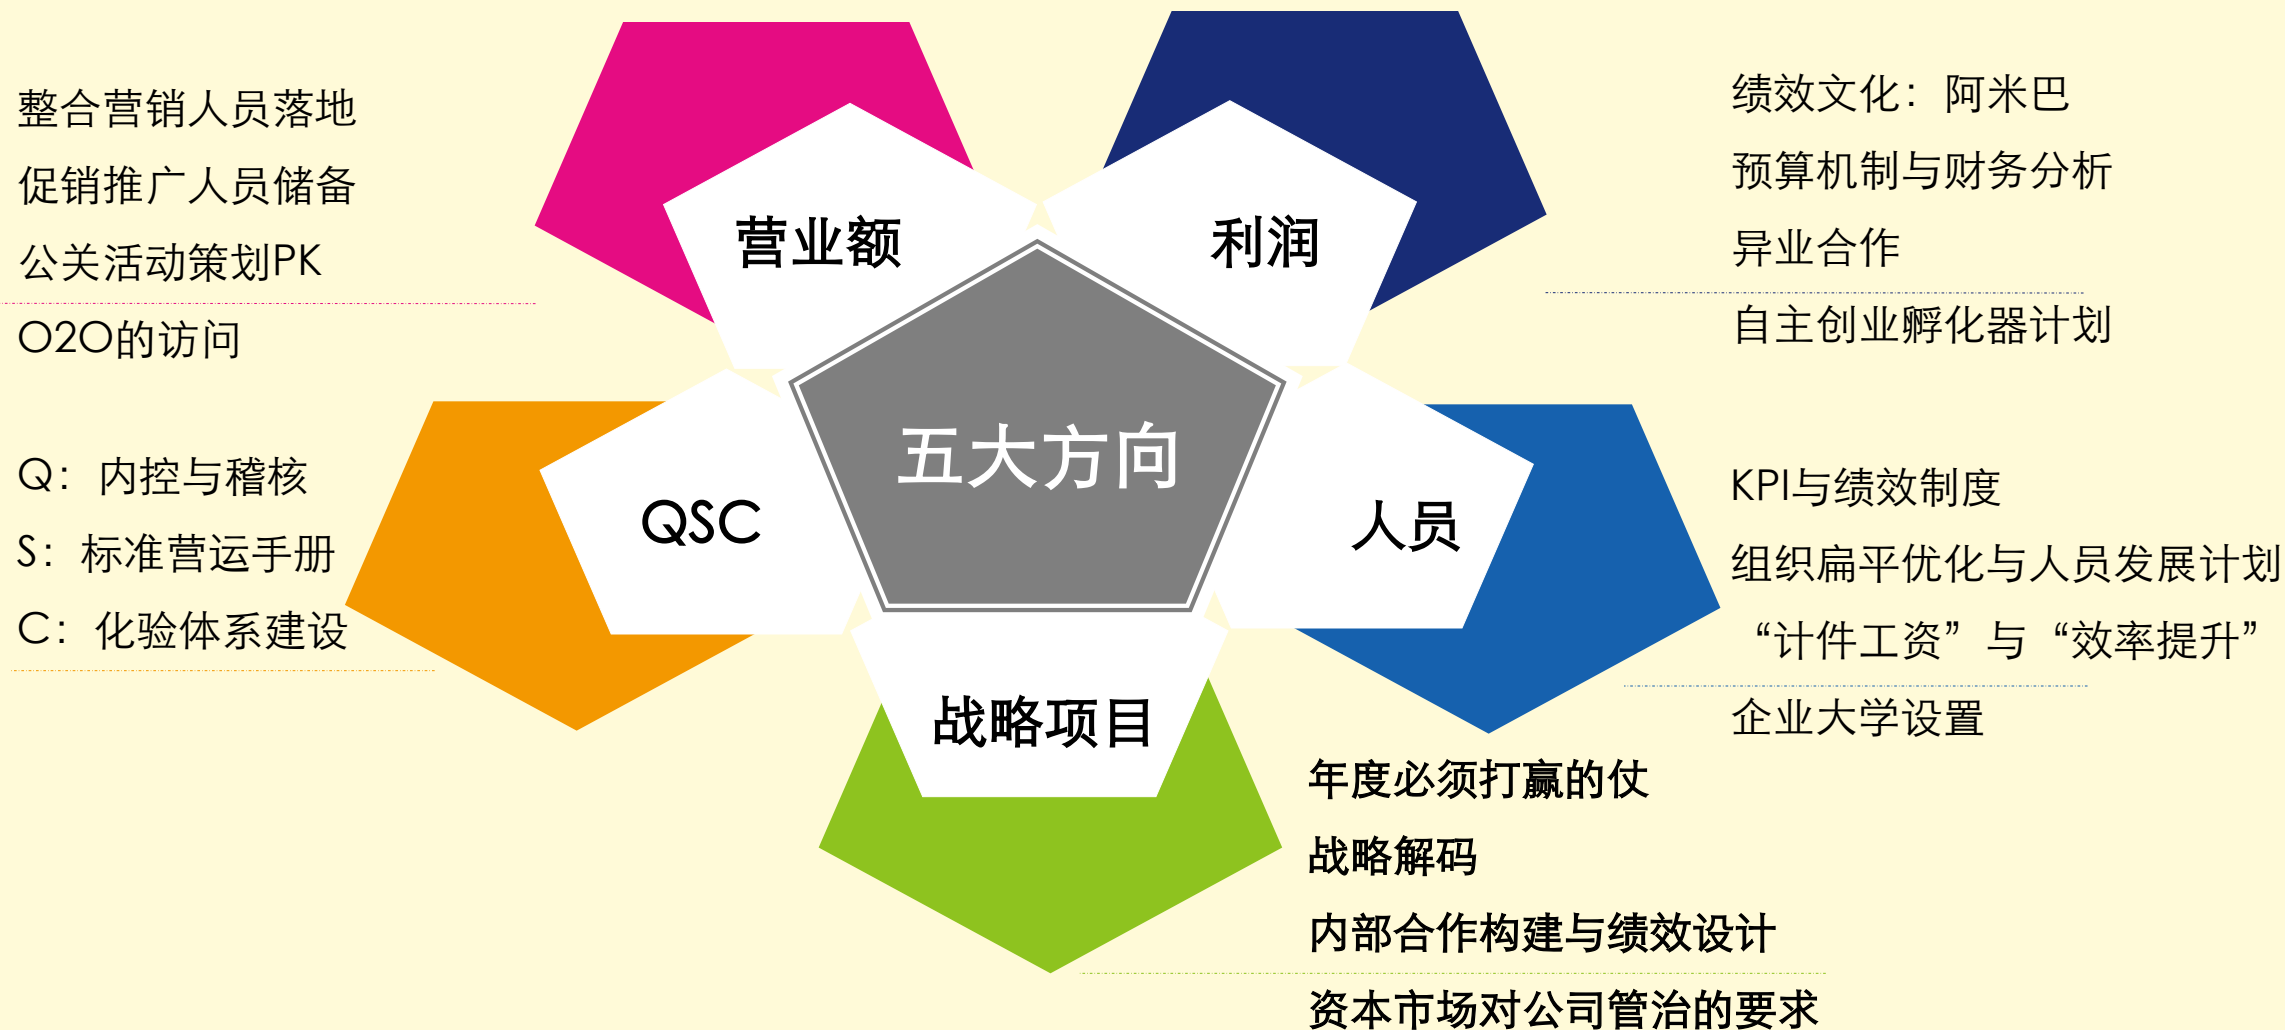 整合营销人员落地
促销推广人员储备
公关活动策划PK
O2O的访问
营业额
利润
绩效文化：阿米巴
预算机制与财务分析
异业合作
自主创业孵化器计划
五大方向
Q：内控与稽核
S：标准营运手册
C：化验体系建设
QSC
人员
KPI与绩效制度
组织扁平优化与人员发展计划
“计件工资”与“效率提升”
企业大学设置
战略项目
年度必须打赢的仗
战略解码
内部合作构建与绩效设计
资本市场对公司管治的要求